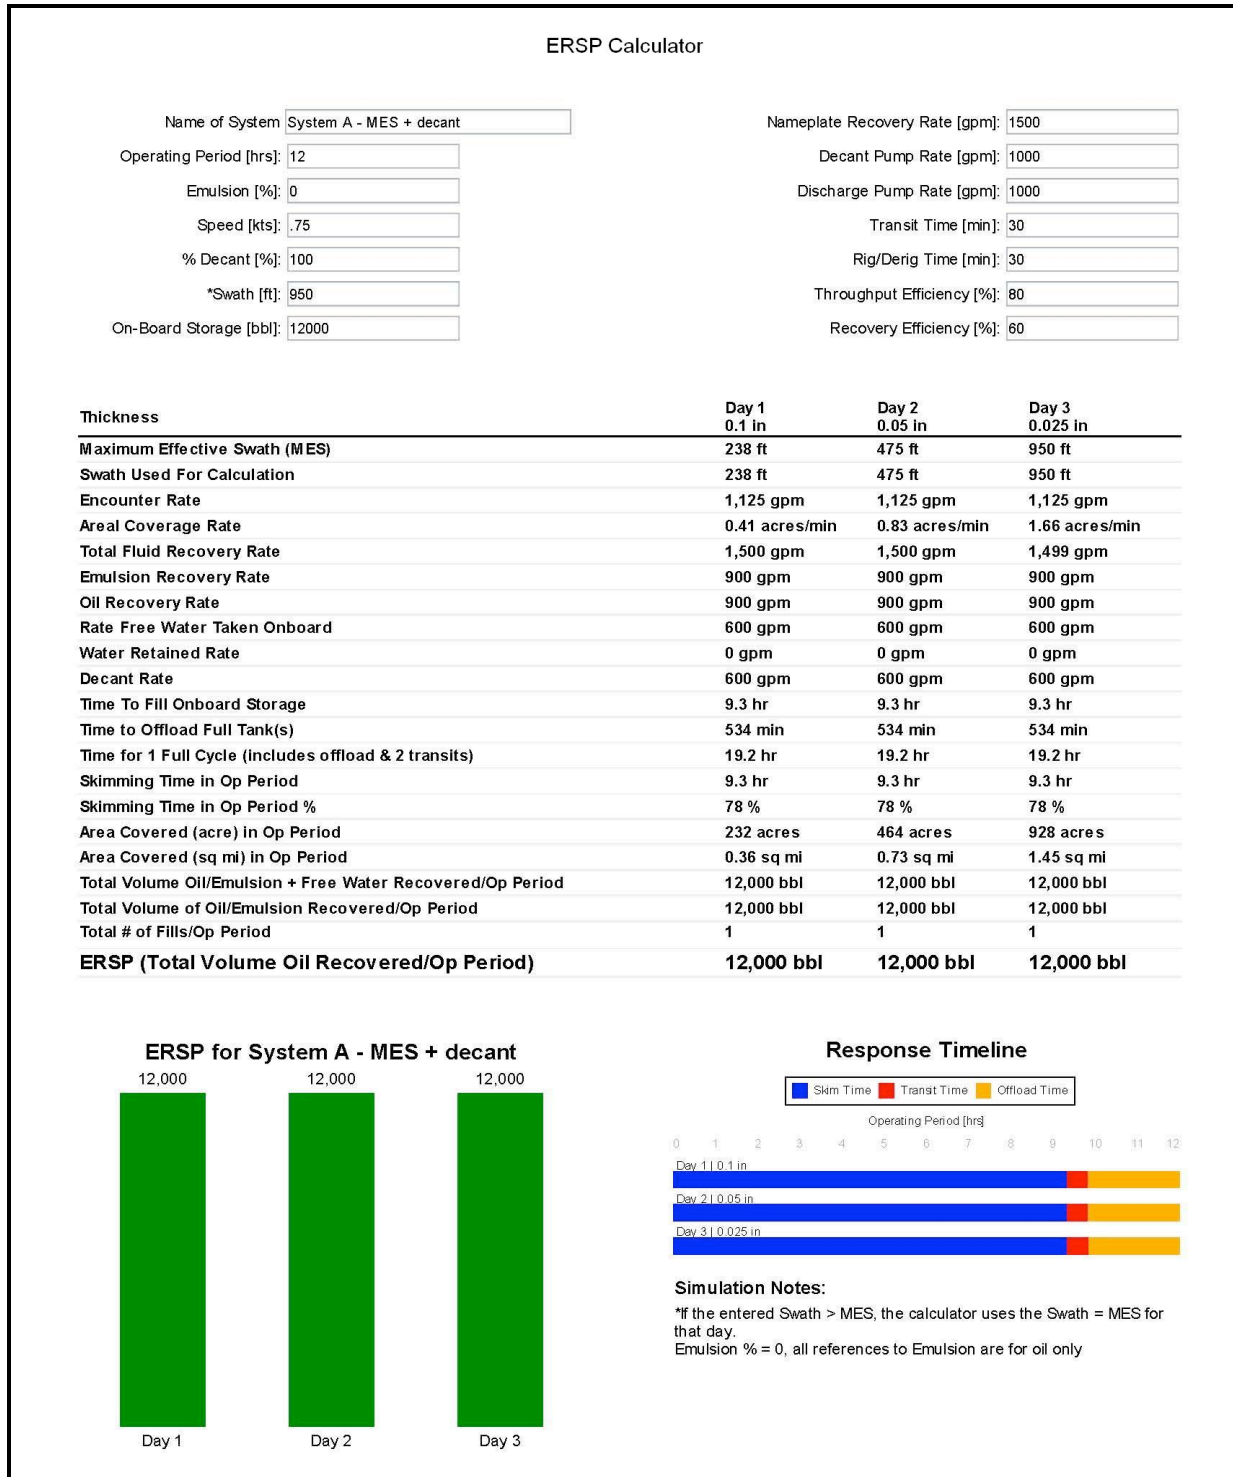 ERSP Calculator
Name of System System A - MES + decant
Operating Period [hrs]: 12
Emulsion [%]: 0
Speed [kts]: .75
% Decant [%]: 100
*Swath [ft]: 950
On-Board Storage [bbl]: 12000
Nameplate Recovery Rate [gpm]: 1500
Decant Pump Rate [gpm]: 1000
Discharge Pump Rate [gpm]: 1000
Transit Time [min]: 30
Rig/Derig Time [min]: 30
Throughput Efficiency [%]: 80
Recovery Efficiency [%]: 60
Day 1 Day 2 Day 3
Thickness 0.1 in 0.05 in 0.025 in
Maximum Effective Swath (MES) 238 ft 475 ft 950 ft
Swath Used For Calculation 238 ft 475 ft 950 ft
Encounter Rate 1,125 gpm 1,125 gpm 1,125 gpm
Areal Coverage Rate 0.41 acres/min 0.83 acres/min 1.66 acres/min
Total Fluid Recovery Rate 1,500 gpm 1,500 gpm 1,499 gpm
Emulsion Recovery Rate 900 gpm 900 gpm 900 gpm
Oil Recovery Rate 900 gpm 900 gpm 900 gpm
Rate Free Water Taken Onboard 600 gpm 600 gpm 600 gpm
Water Retained Rate 0 gpm 0 gpm 0 gpm
Decant Rate 600 gpm 600 gpm 600 gpm
Time To Fill Onboard Storage 9.3 hr 9.3 hr 9.3 hr
Time to Offload Full Tank(s) 534 min 534 min 534 min
Time for 1 Full Cycle (includes offload & 2 transits) 19.2 hr 19.2 hr 19.2 hr
Skimming Time in Op Period 9.3 hr 9.3 hr 9.3 hr
Skimming Time in Op Period % 78 % 78 % 78 %
Area Covered (acre) in Op Period 232 acres 464 acres 928 acres
Area Covered (sq mi) in Op Period 0.36 sq mi 0.73 sq mi 1.45 sq mi
Total Volume Oil/Emulsion + Free Water Recovered/Op Period 12,000 bbl 12,000 bbl 12,000 bbl
Total Volume of Oil/Emulsion Recovered/Op Period 12,000 bbl 12,000 bbl 12,000 bbl
Total # of Fills/Op Period 1 1 1
ERSP (Total Volume Oil Recovered/Op Period) 12,000 bbl 12,000 bbl 12,000 bbl
ERSP for System A - MES + decant
12,000 12,000 12,000
Day 1 Day 2 Day 3
Response Timeline
Skim Time Transit Time Offload Time
Operating Period [hrs]
0 1 2 3 4 5 6 7 8 9 10 11 12
Day 1 | 0.1 in
Day 2 | 0.05 in
Day 3 | 0.025 in
Simulation Notes:
*If the entered Swath > MES, the calculator uses the Swath = MES for
that day.
Emulsion % = 0, all references to Emulsion are for oil only